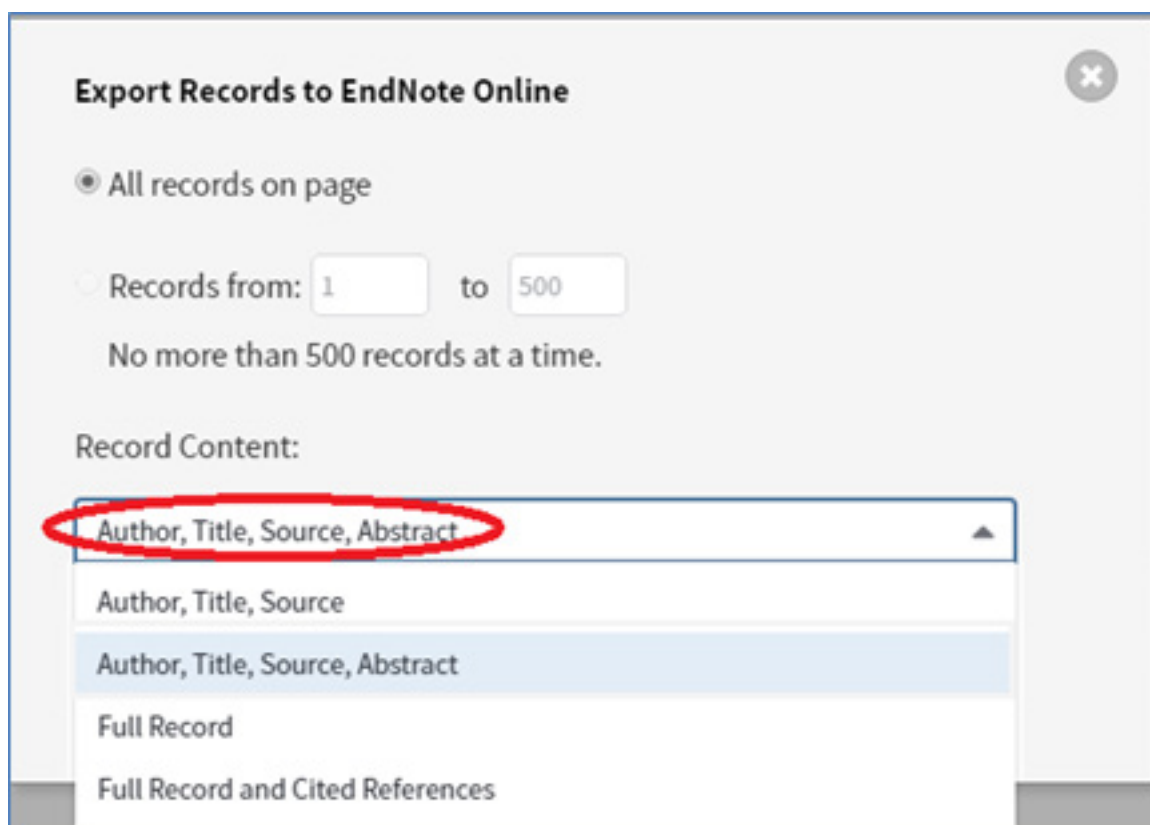 Export Records to EndNote Online
All records on page
Records from: 1 to 500
No more than 500 records at a time.
Record Content:
Author, Title, Source, Abstract
Author, Title, Source
Author, Title, Source, Abstract
Full Record
Full Record and Cited References